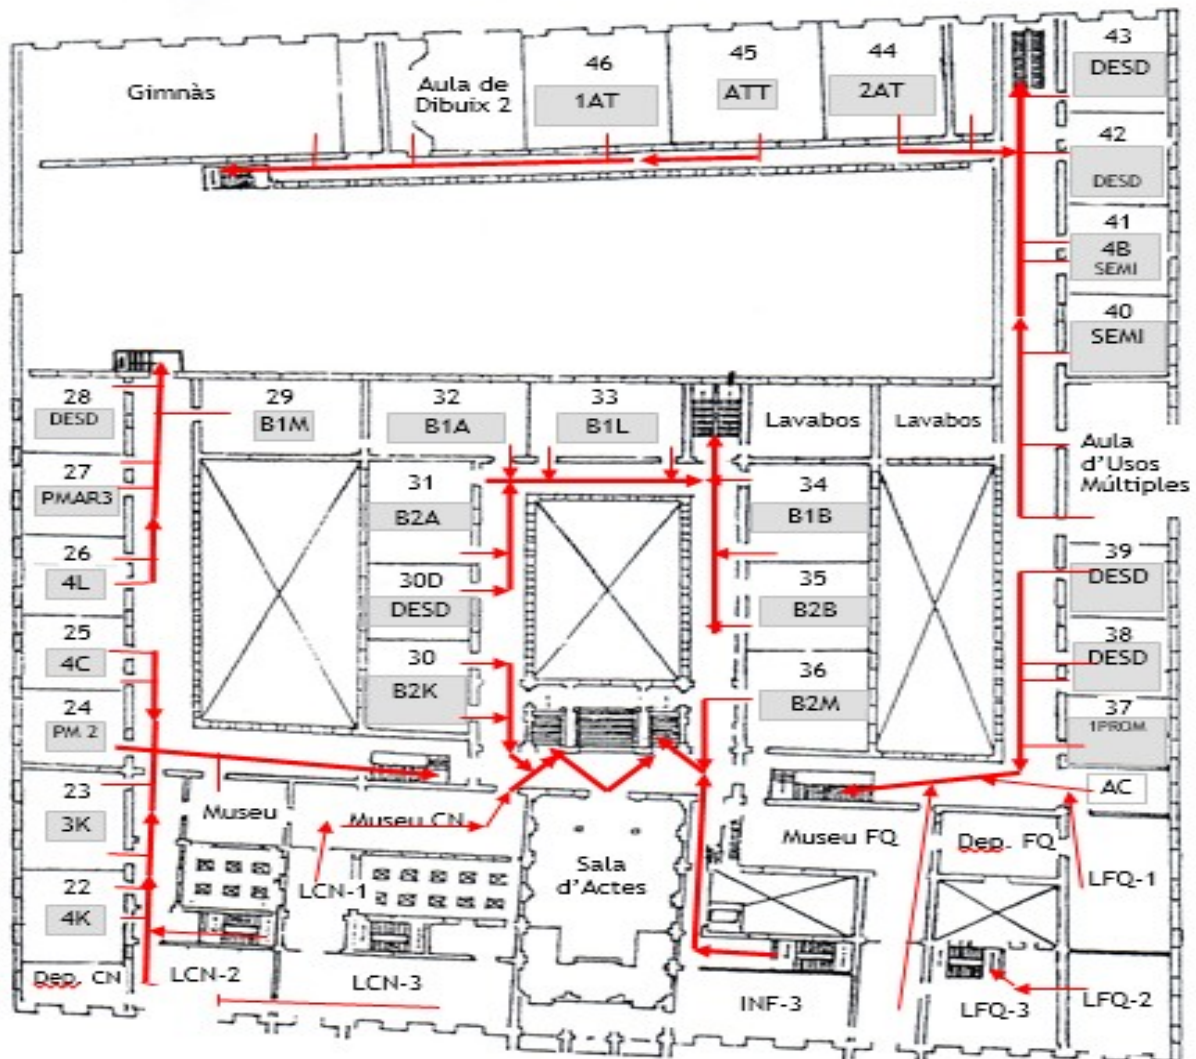 Gimnàs
Aula de
Dibuix 2
46
1AT
45
ATT
44
2AT
43
DESD
42
DESD
41
4B
SEMI
40
SEMI
28
DESD
29
B1M
32
B1A
33
B1L
Lavabos
Lavabos
Aula
d'Usos
Múltiples
27
PMAR3
31
B2A
34
B1B
26
4L
30D
DESD
35
B2B
39
DESD
25
4C
30
B2K
36
B2M
38
DESD
24
PM 2
37
1PROM
23
3K
Museu
Museu CN
AC
Museu FQ
Dep. FQ
Sala
d'Actes
LCN-1
LFQ-1
22
4K
Dep. CN
LCN-2
LCN-3
INF-3
LFQ-3
LFQ-2